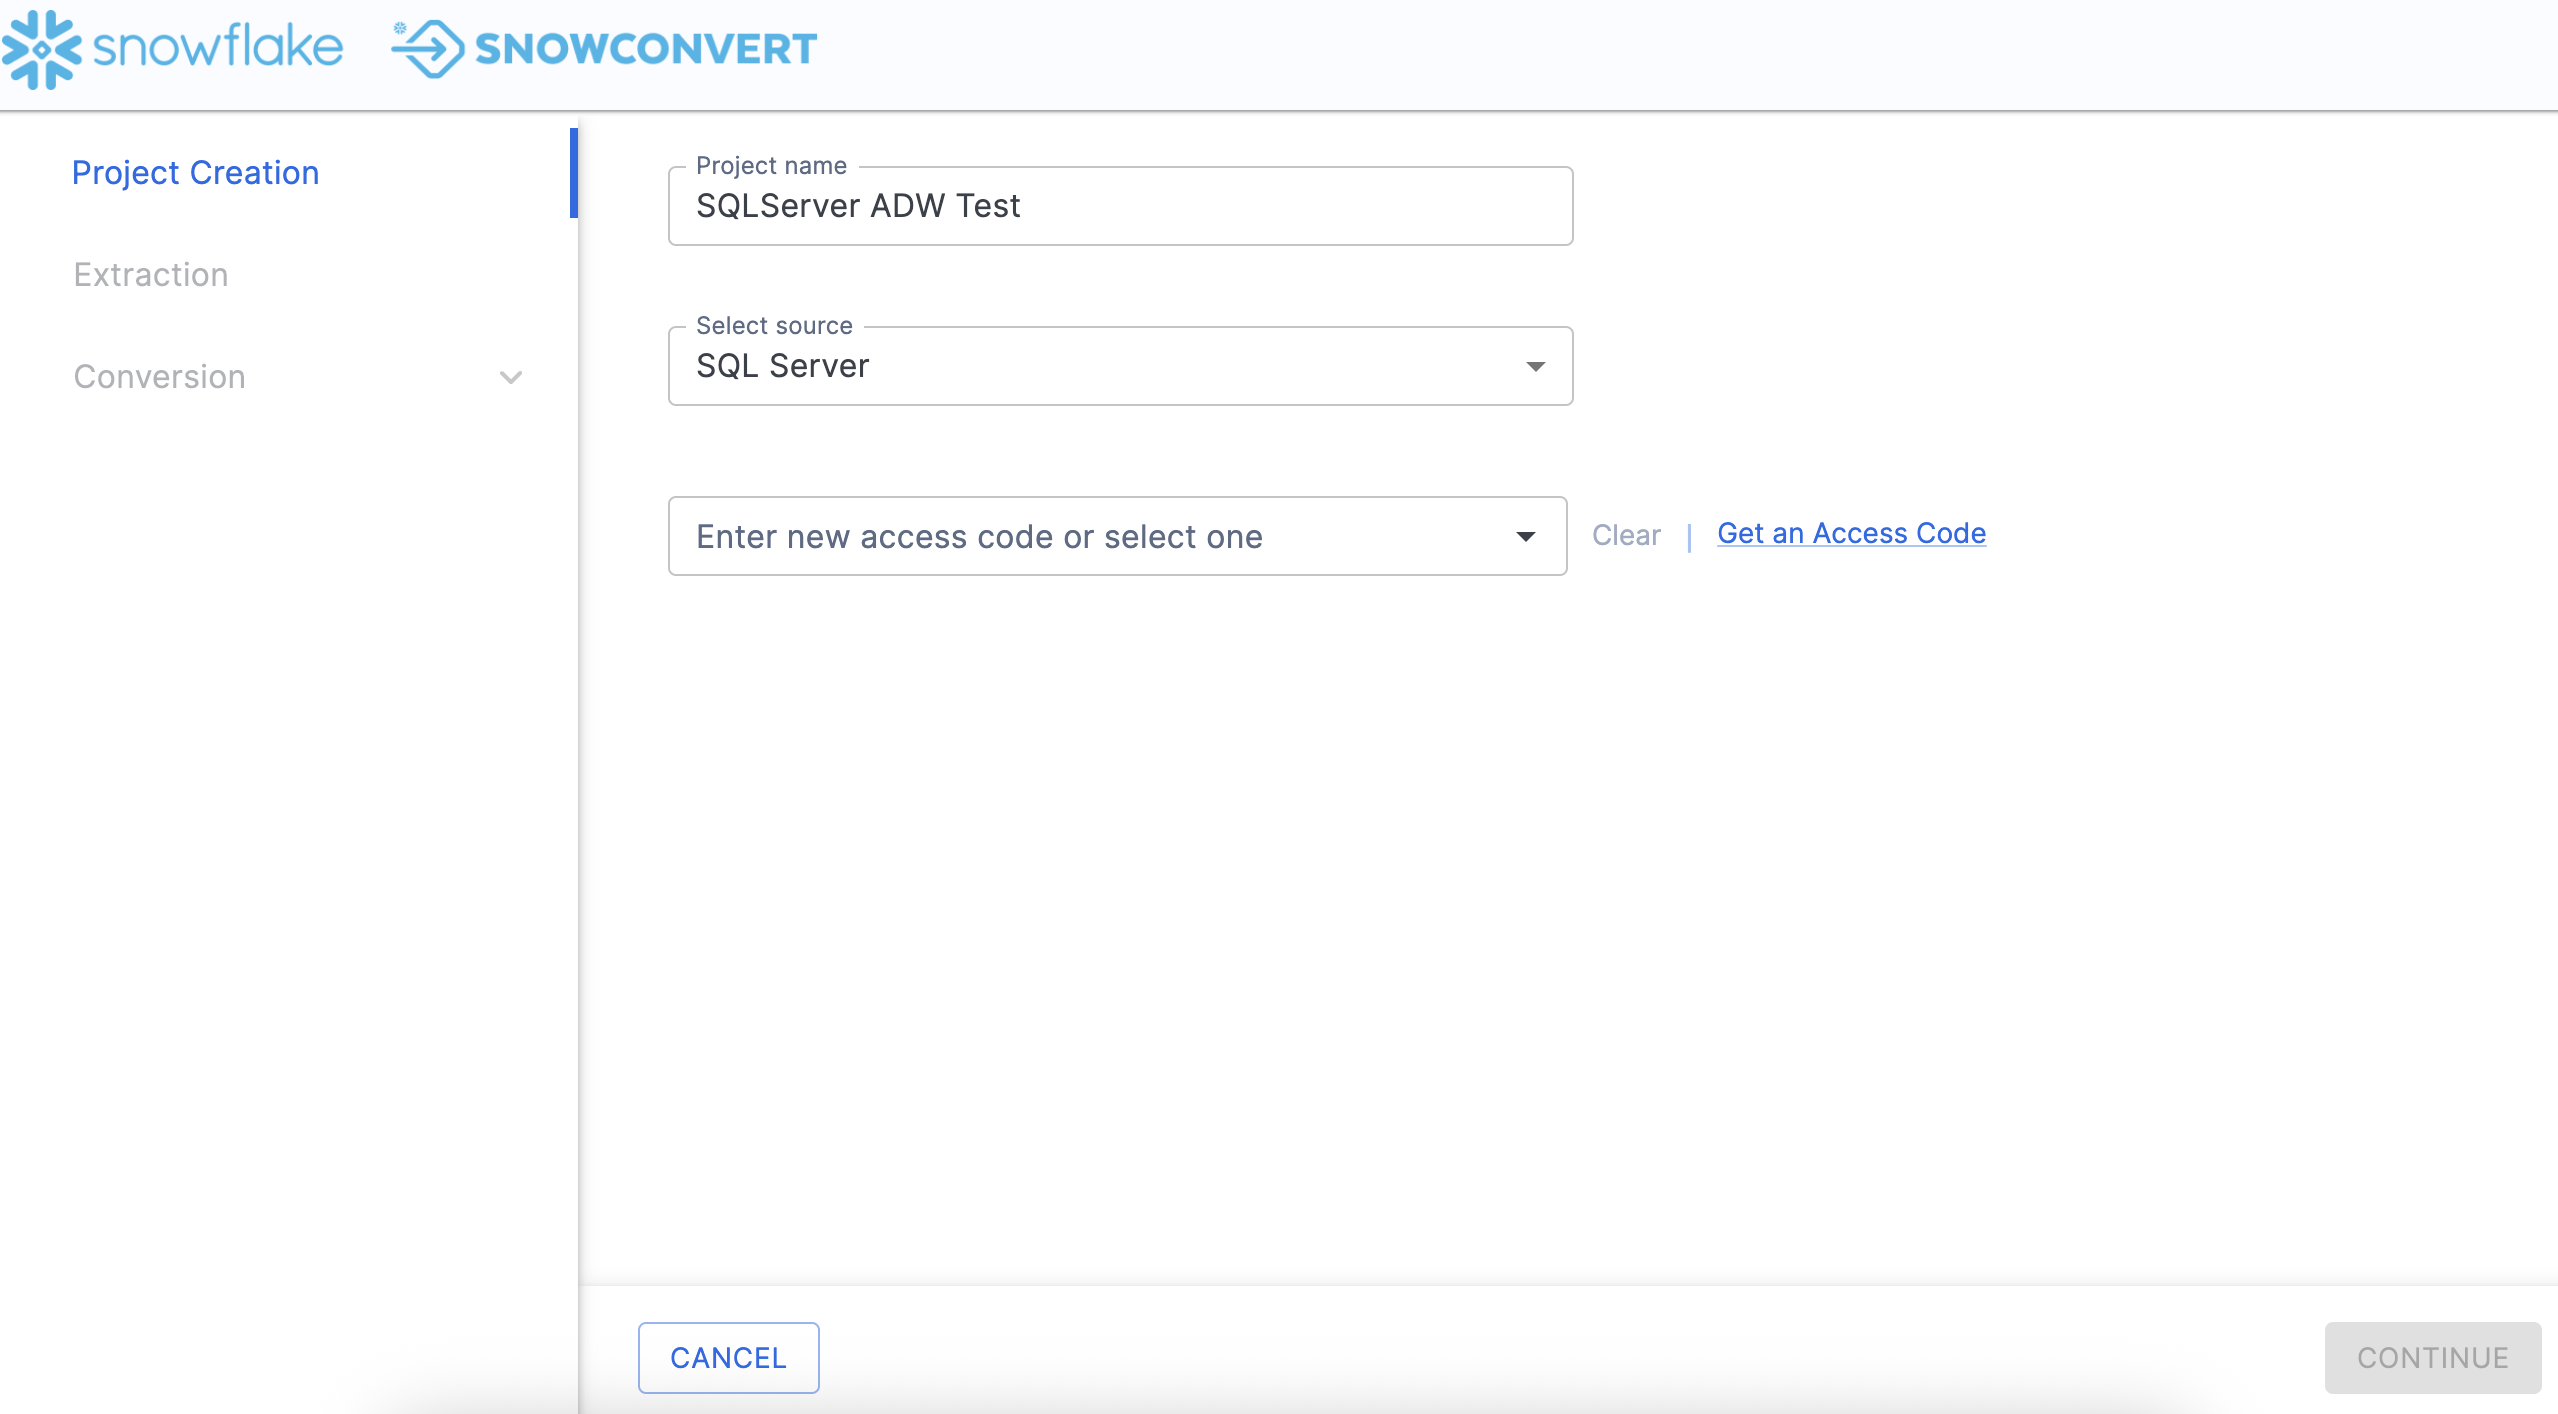 snowflake SNOWCONVERT
Project Creation
Extraction
Conversion
Project name
SQLServer ADW Test
Select source
SQL Server
Enter new access code or select one
Clear | Get an Access Code
CANCEL
CONTINUE